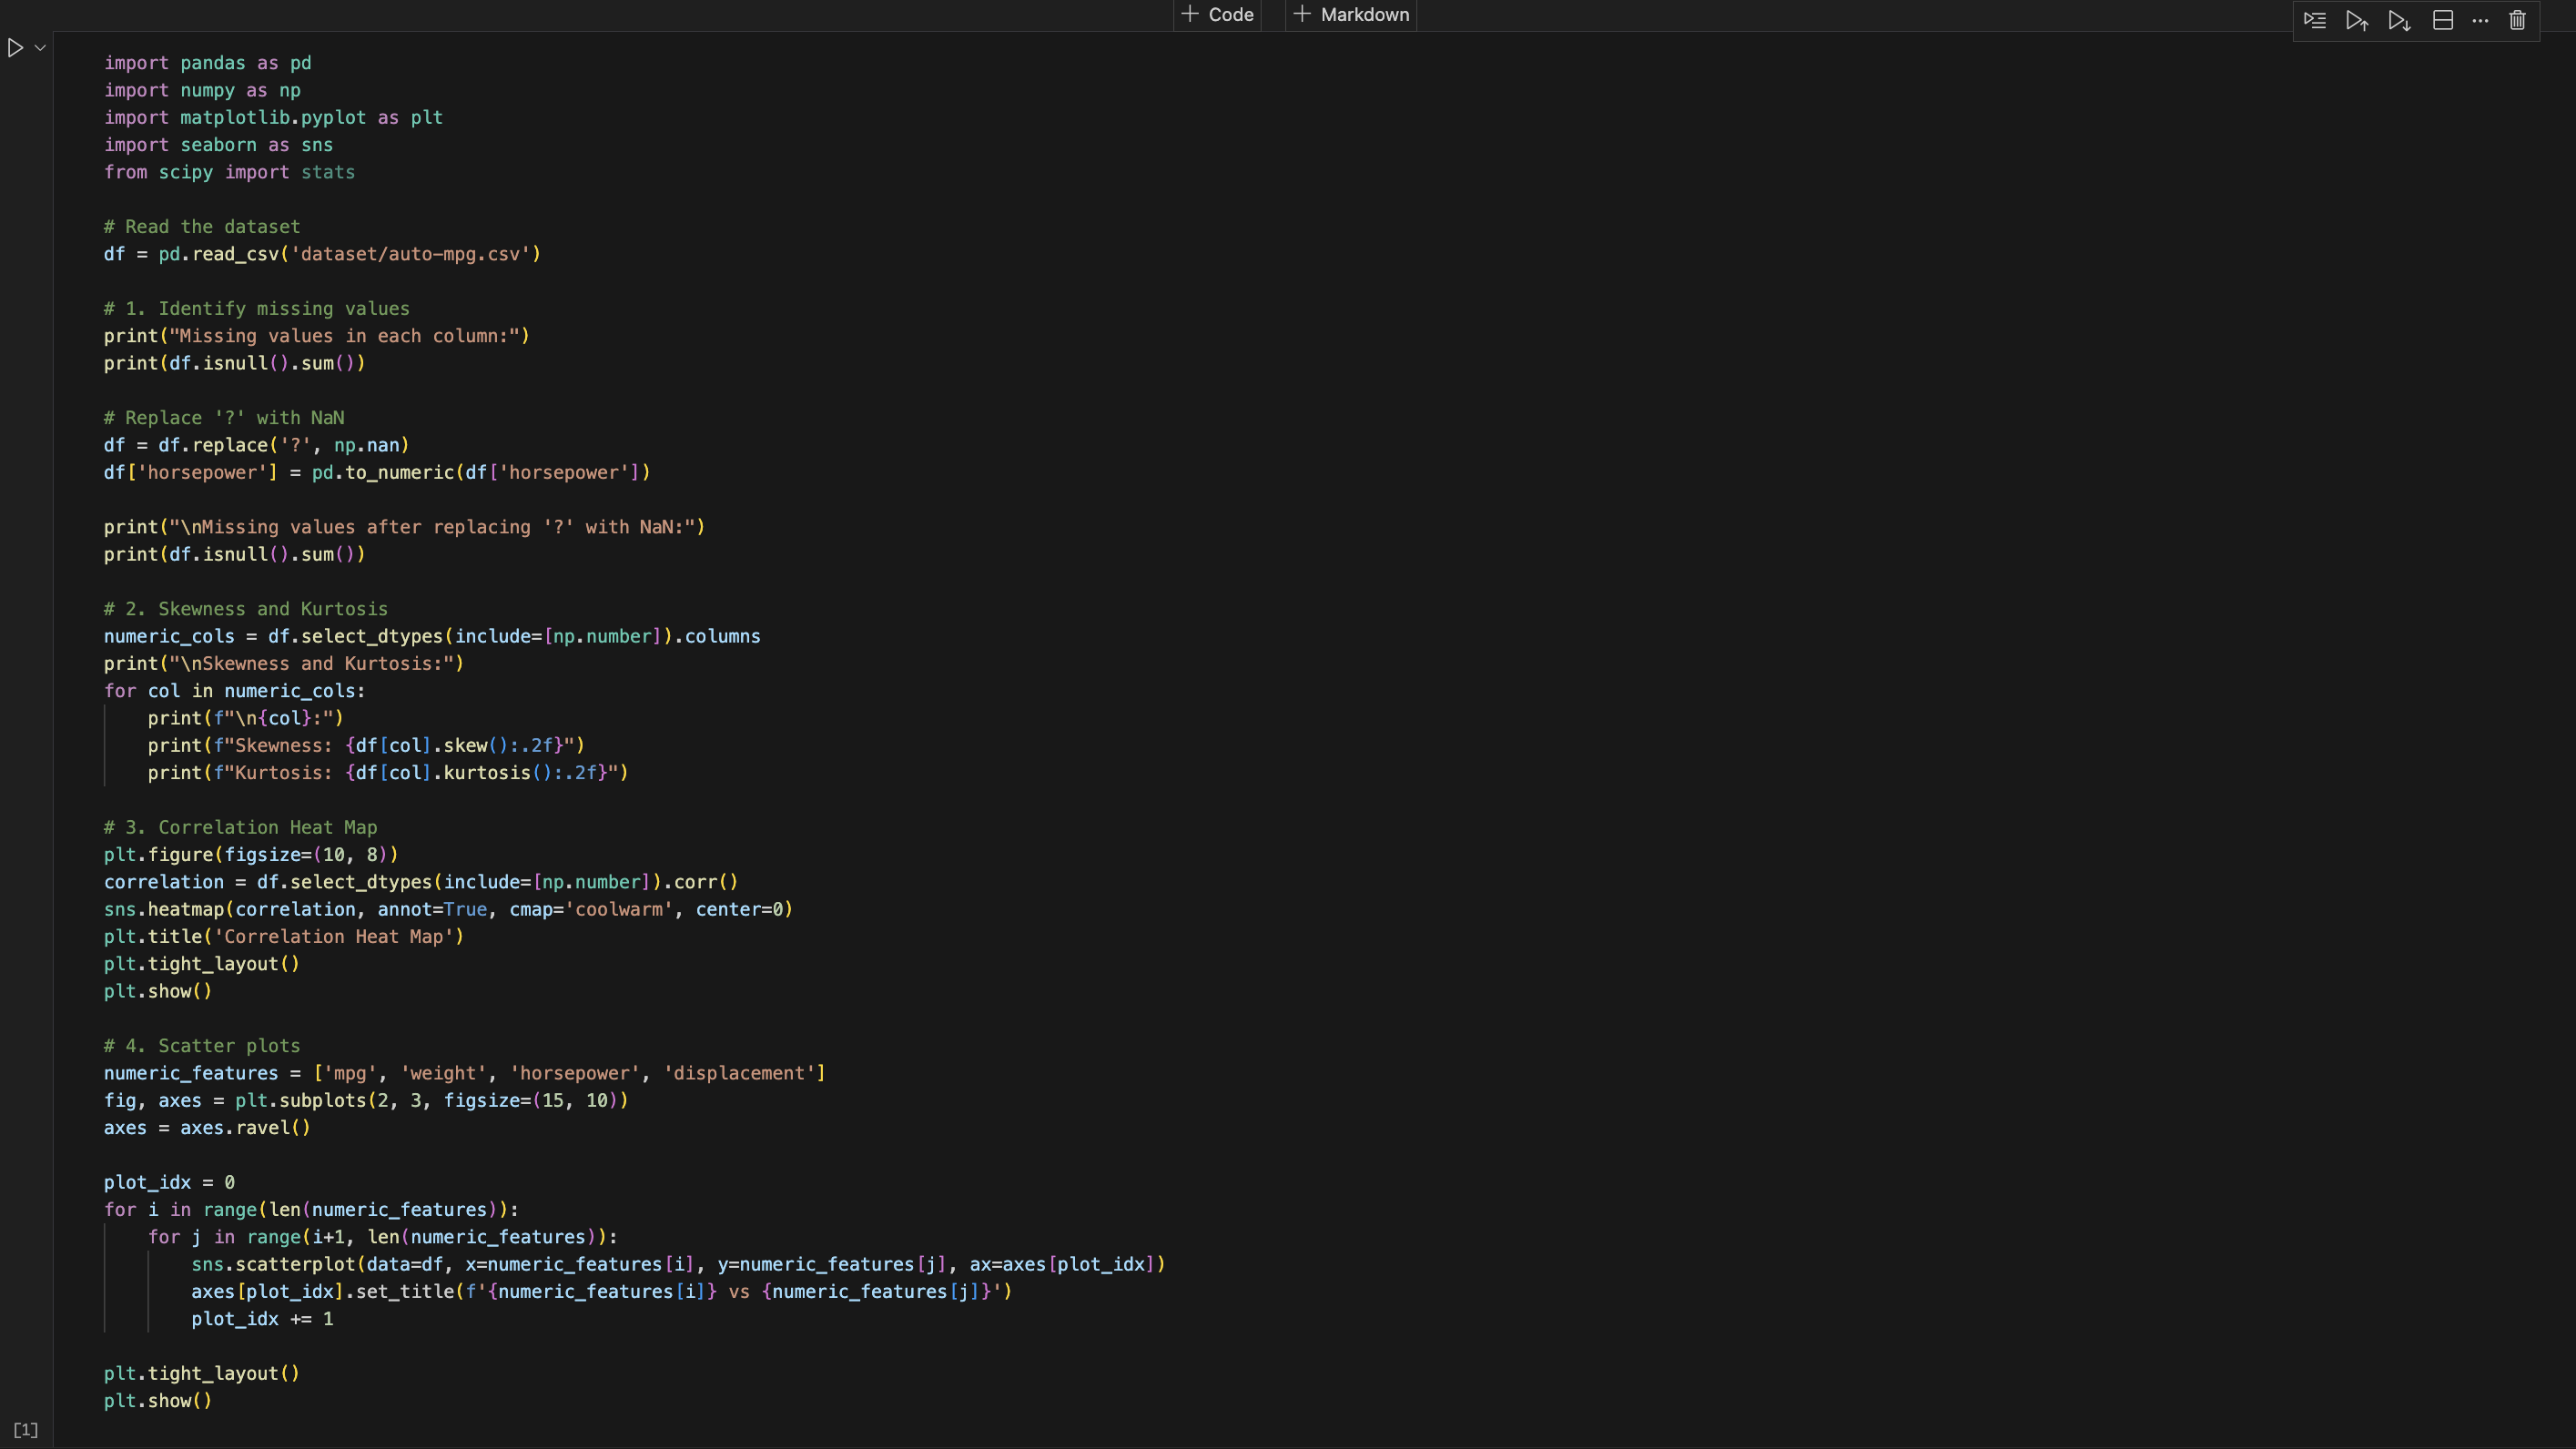 Code Markdown
import pandas as pd
import numpy as np
import matplotlib.pyplot as plt
import seaborn as sns
from scipy import stats
# Read the dataset
df = pd.read_csv('dataset/auto-mpg.csv')
# 1. Identify missing values
print("Missing values in each column:")
print(df.isnull().sum())
# Replace '?' with NaN
df = df.replace('?', np.nan)
df['horsepower'] = pd.to_numeric(df['horsepower'])
print("\nMissing values after replacing '?' with NaN:")
print(df.isnull().sum())
# 2. Skewness and Kurtosis
numeric_cols = df.select_dtypes(include=[np.number]).columns
print("\nSkewness and Kurtosis:")
for col in numeric_cols:
    print(f"\n{col}:")
    print(f"Skewness: {df[col].skew():.2f}")
    print(f"Kurtosis: {df[col].kurtosis():.2f}")
# 3. Correlation Heat Map
plt.figure(figsize=(10, 8))
correlation = df.select_dtypes(include=[np.number]).corr()
sns.heatmap(correlation, annot=True, cmap='coolwarm', center=0)
plt.title('Correlation Heat Map')
plt.tight_layout()
plt.show()
# 4. Scatter plots
numeric_features = ['mpg', 'weight', 'horsepower', 'displacement']
fig, axes = plt.subplots(2, 3, figsize=(15, 10))
axes = axes.ravel()
plot_idx = 0
for i in range(len(numeric_features)):
    for j in range(i+1, len(numeric_features)):
        sns.scatterplot(data=df, x=numeric_features[i], y=numeric_features[j], ax=axes[plot_idx])
        axes[plot_idx].set_title(f'{numeric_features[i]} vs {numeric_features[j]}')
        plot_idx += 1
plt.tight_layout()
plt.show()
[1]